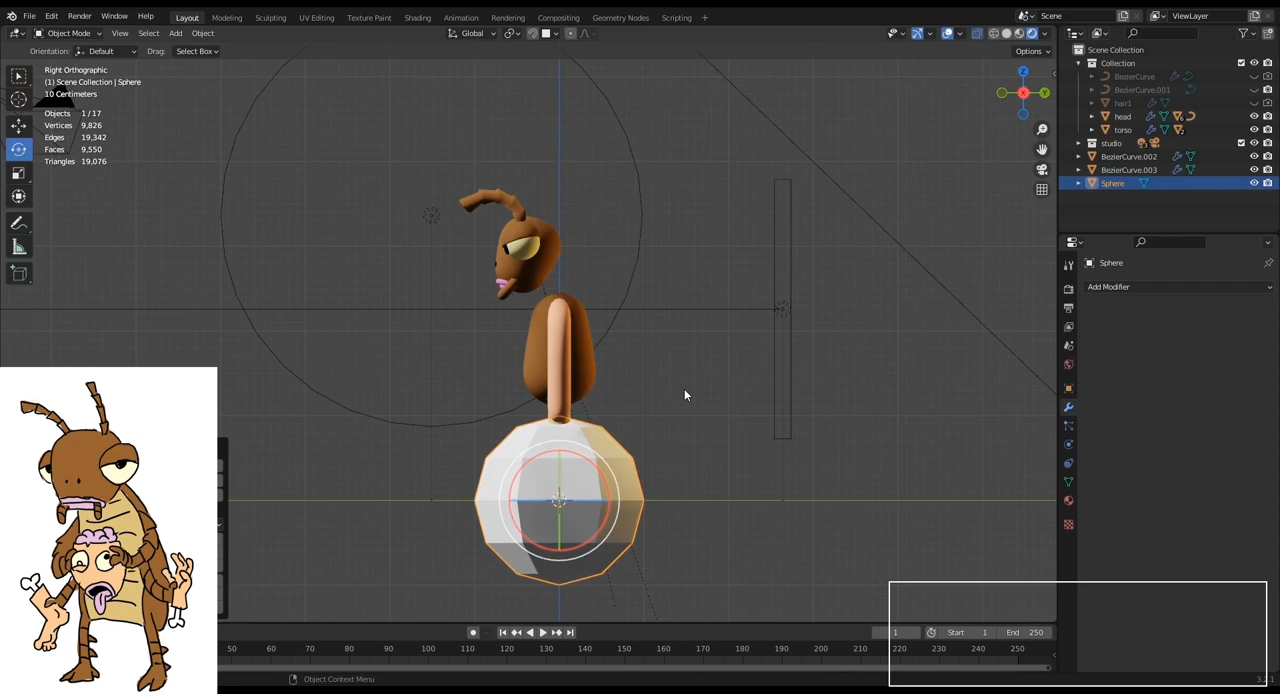 File Edit Render Window Help Layout Modeling Sculpting UV Editing Texture Paint Shading Animation Rendering Compositing Geometry Nodes Scripting + Scene ViewLayer
Object Mode View Select Add Object Global
Orientation: Default Drag: Select Box Options
Right Orthographic
(1) Scene Collection | Sphere
10 Centimeters
Objects 1/17
Vertices 9,826
Edges 19,342
Faces 9,550
Triangles 19,076
Z
X
Y
Scene Collection
Collection
BezierCurve
BezierCurve.001
hair1
head
torso
studio
BezierCurve.002
BezierCurve.003
Sphere
Sphere
Add Modifier
1 Start 1 End 250
50 60 70 80 90 100 110 120 130 140 150 160 170 180 190 200 210 220 230 240 250
Object Context Menu 3.2.1